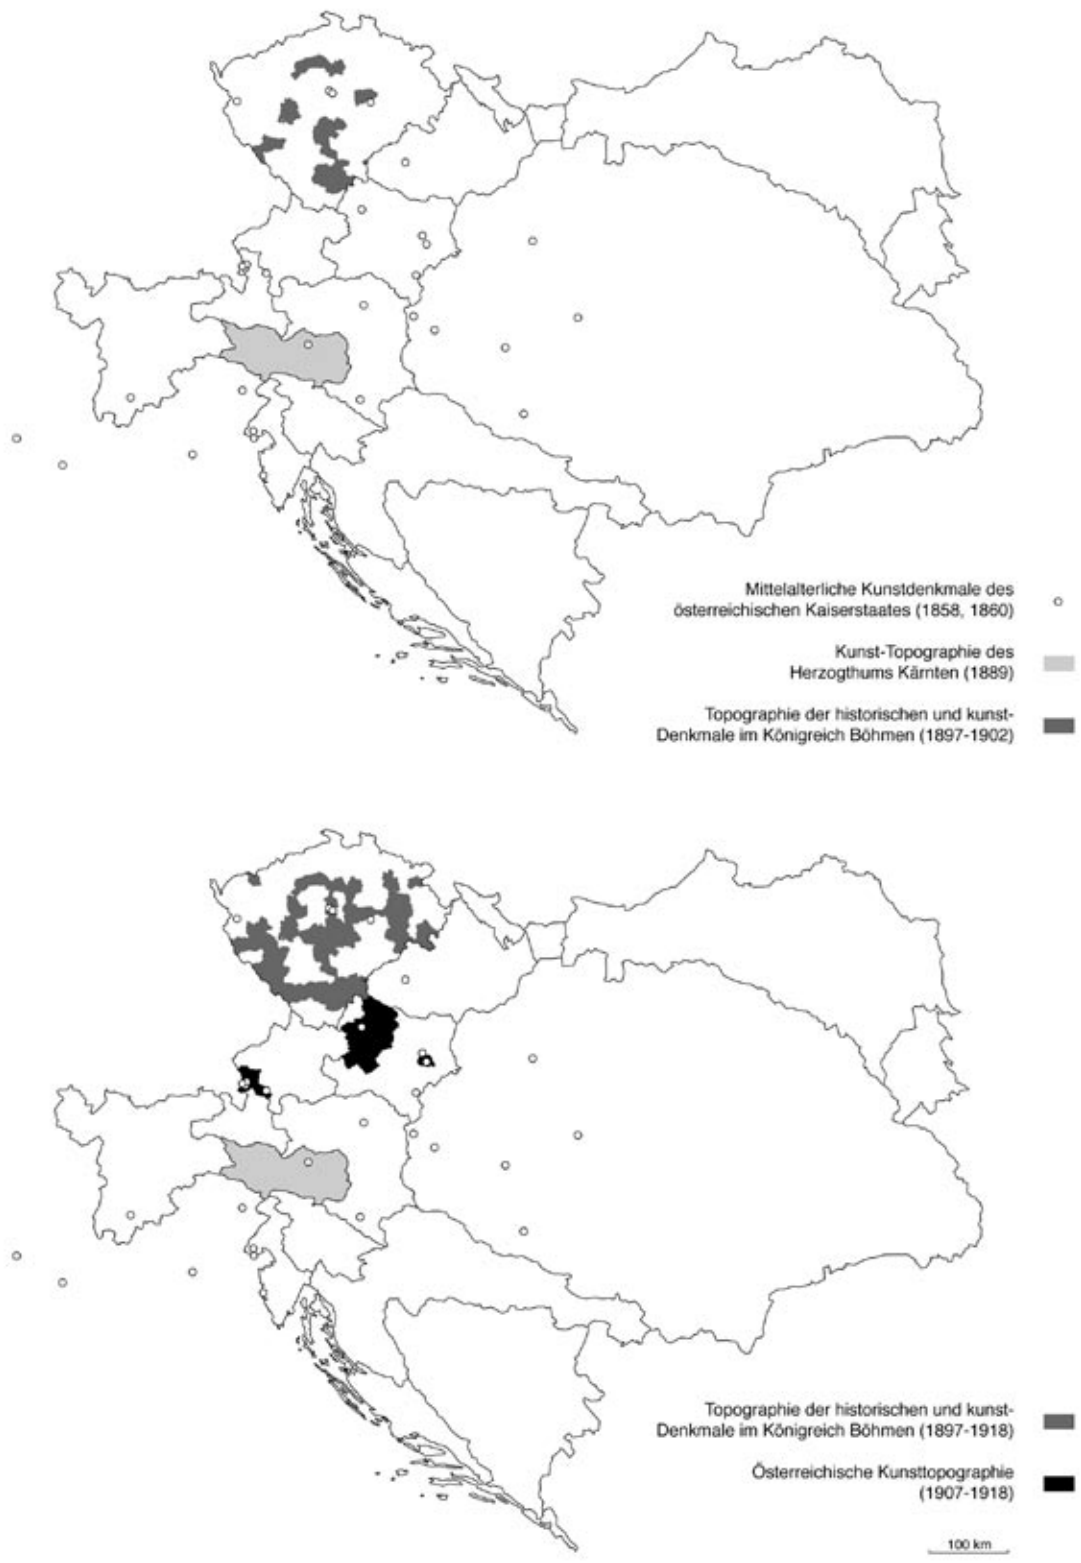 Mittelalterliche Kunstdenkmale des
österreichischen Kaiserstaates (1858, 1860)
Kunst-Topographie des
Herzogthums Kärnten (1889)
Topographie der historischen und kunst-
Denkmale im Königreich Böhmen (1897-1902)
Topographie der historischen und kunst-
Denkmale im Königreich Böhmen (1897-1918)
Österreichische Kunsttopographie
(1907-1918)
100 km